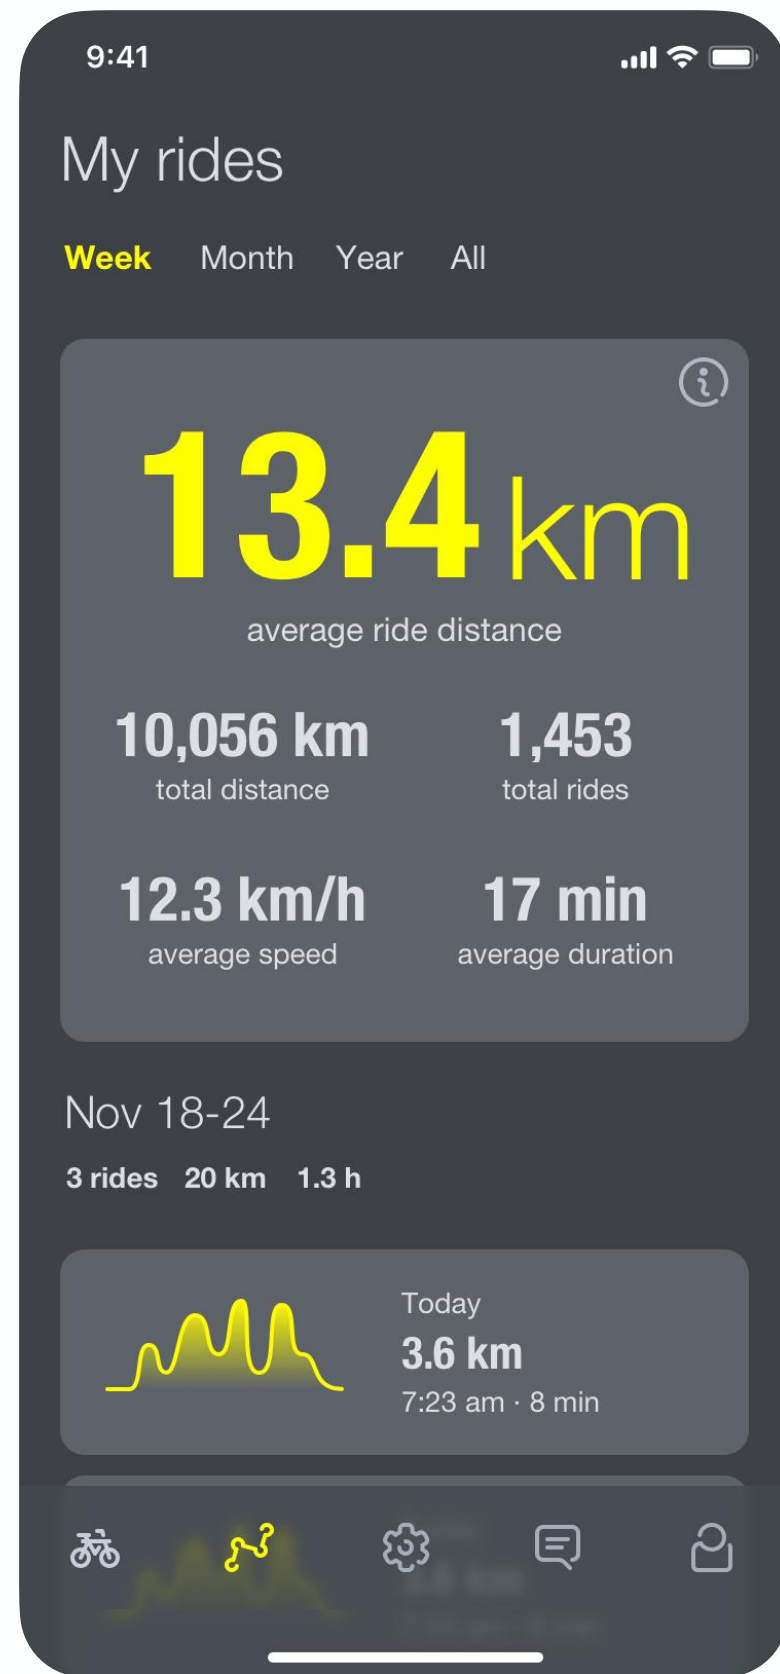 9:41
My rides
Week Month Year All
13.4 km
average ride distance
10,056 km 1,453
total distance total rides
12.3 km/h 17 min
average speed average duration
Nov 18-24
3 rides 20 km 1.3 h
Today
3.6 km
7:23 am · 8 min